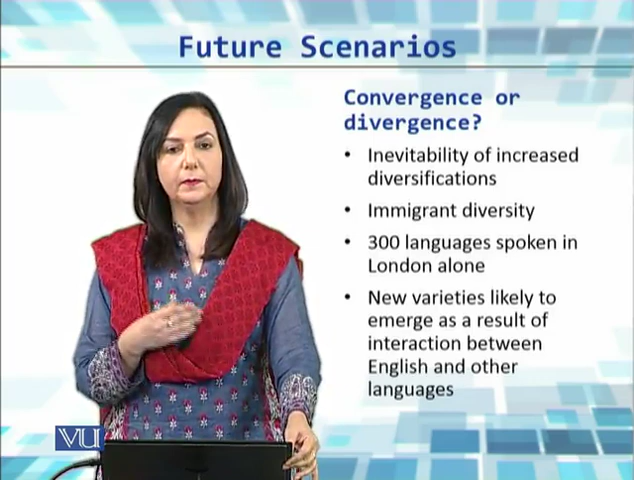 Future Scenarios
Convergence or
divergence?
• Inevitability of increased
diversifications
• Immigrant diversity
• 300 languages spoken in
London alone
• New varieties likely to
emerge as a result of
interaction between
English and other
languages
VU